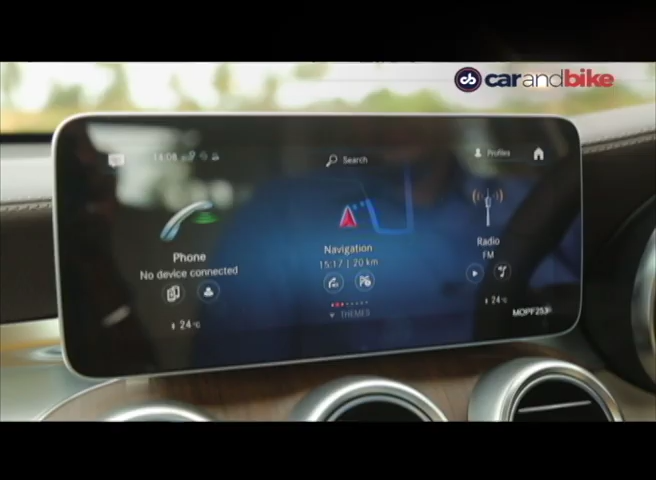 carandbike
14:08
Search
Profiles
Phone
No device connected
Navigation
15:17 | 20 km
Radio
FM
24°C
24°C
THEMES
MOPF253